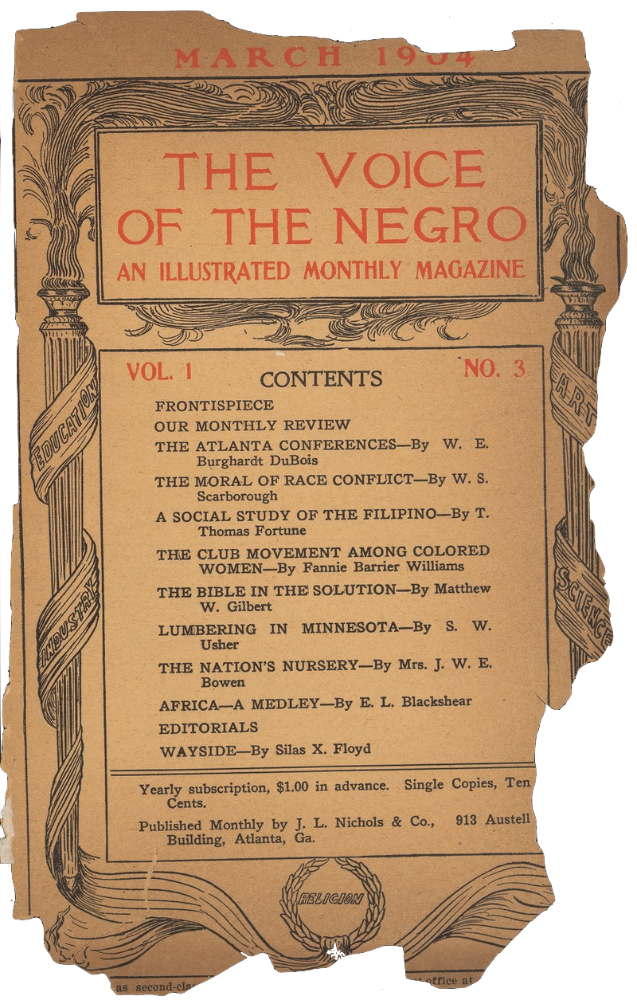 MARCH 1904
THE VOICE
OF THE NEGRO
AN ILLUSTRATED MONTHLY MAGAZINE
VOL. 1
NO. 3
CONTENTS
FRONTISPIECE
OUR MONTHLY REVIEW
THE ATLANTA CONFERENCES—By W. E.
Burghardt DuBois
THE MORAL OF RACE CONFLICT—By W. S.
Scarborough
A SOCIAL STUDY OF THE FILIPINO—By T.
Thomas Fortune
THE CLUB MOVEMENT AMONG COLORED
WOMEN—By Fannie Barrier Williams
THE BIBLE IN THE SOLUTION—By Matthew
W. Gilbert
LUMBERING IN MINNESOTA—By S. W.
Usher
THE NATION'S NURSERY—By Mrs. J. W. E.
Bowen
AFRICA—A MEDLEY—By E. L. Blackshear
EDITORIALS
WAYSIDE—By Silas X. Floyd
Yearly subscription, $1.00 in advance. Single Copies, Ten
Cents.
Published Monthly by J. L. Nichols & Co., 913 Austell
Building, Atlanta, Ga.
EDUCATION
INDUSTRY
ART
SCIENCE
RELIGION
as second-cla
office at